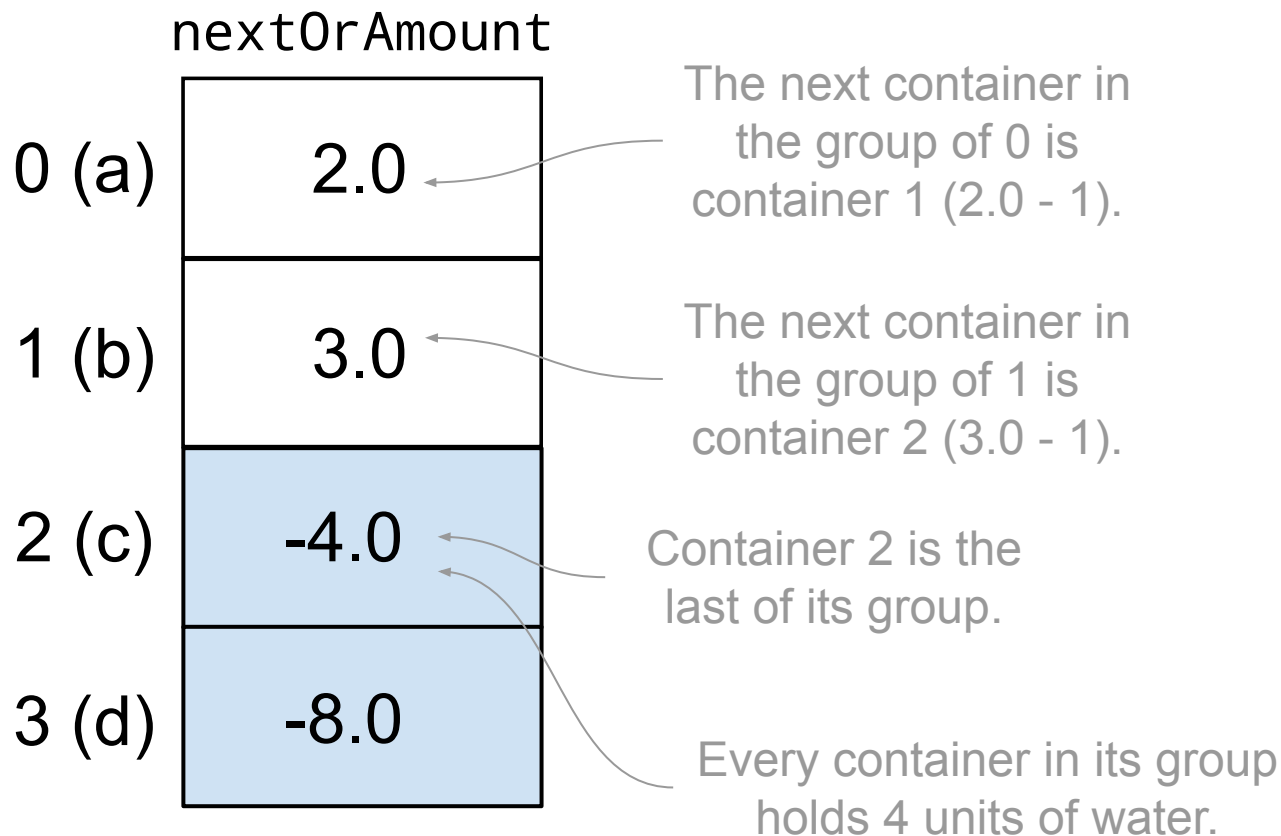 nextOrAmount
0 (a)
2.0
The next container in
the group of 0 is
container 1 (2.0 - 1).
1 (b)
3.0
The next container in
the group of 1 is
container 2 (3.0 - 1).
2 (c)
-4.0
Container 2 is the
last of its group.
3 (d)
-8.0
Every container in its group
holds 4 units of water.